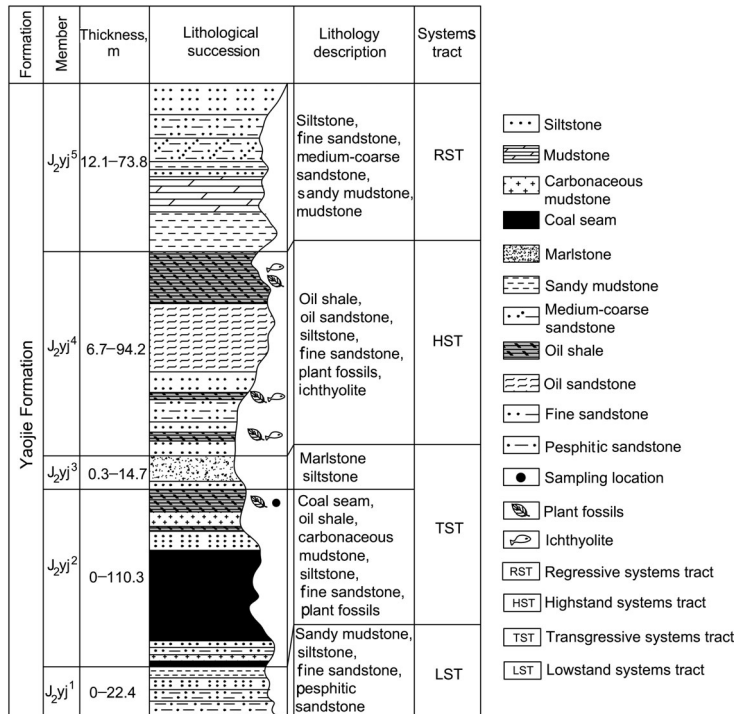 Formation
Member
Thickness,
m
Lithological
succession
Lithology
description
Systems
tract
Yaojie Formation
J₂yj⁵
12.1–73.8
Siltstone,
fine sandstone,
medium-coarse
sandstone,
sandy mudstone,
mudstone
RST
J₂yj⁴
6.7–94.2
Oil shale,
oil sandstone,
siltstone,
fine sandstone,
plant fossils,
ichthyolite
HST
J₂yj³
0.3–14.7
Marlstone
siltstone
J₂yj²
0–110.3
Coal seam,
oil shale,
carbonaceous
mudstone,
siltstone,
fine sandstone,
plant fossils
TST
J₂yj¹
0–22.4
Sandy mudstone,
siltstone,
fine sandstone,
pesphitic
sandstone
LST
Siltstone
Mudstone
Carbonaceous
mudstone
Coal seam
Marlstone
Sandy mudstone
Medium-coarse
sandstone
Oil shale
Oil sandstone
Fine sandstone
Pesphitic sandstone
Sampling location
Plant fossils
Ichthyolite
RST Regressive systems tract
HST Highstand systems tract
TST Transgressive systems tract
LST Lowstand systems tract